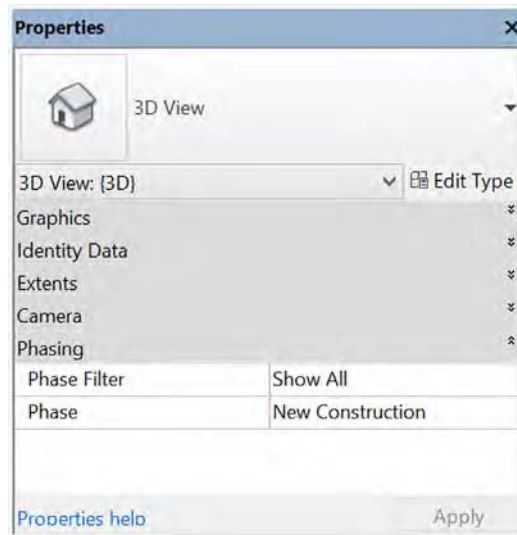 Properties
3D View
3D View: {3D}
Edit Type
Graphics
Identity Data
Extents
Camera
Phasing
Phase Filter Show All
Phase New Construction
Properties help Apply